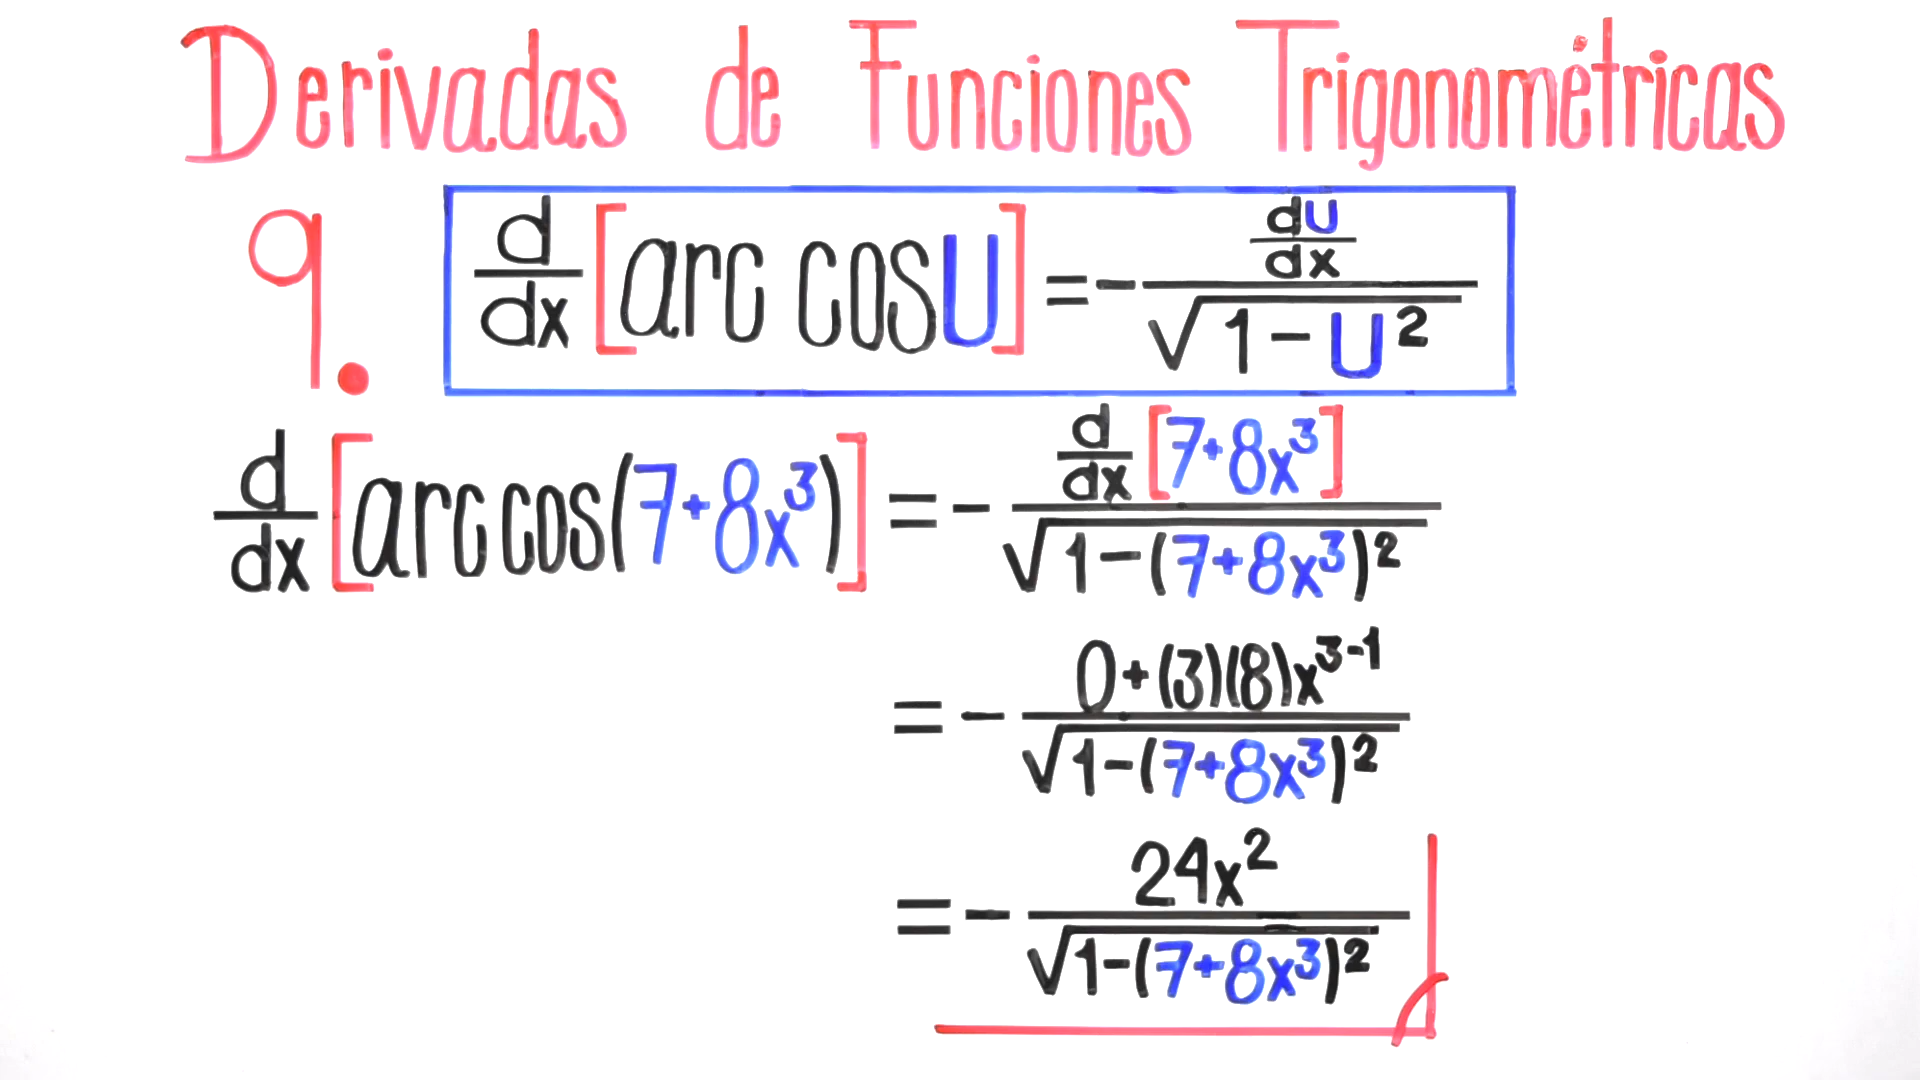 Derivadas de Funciones Trigonométricas
9. d/dx [arc cos U] = - (du/dx) / √(1 - U²)
d/dx [arc cos (7+8x³)] = - (d/dx [7+8x³]) / √(1-(7+8x³)²)
= - (0+(3)(8)x³⁻¹) / √(1-(7+8x³)²)
= - (24x²) / √(1-(7+8x³)²)